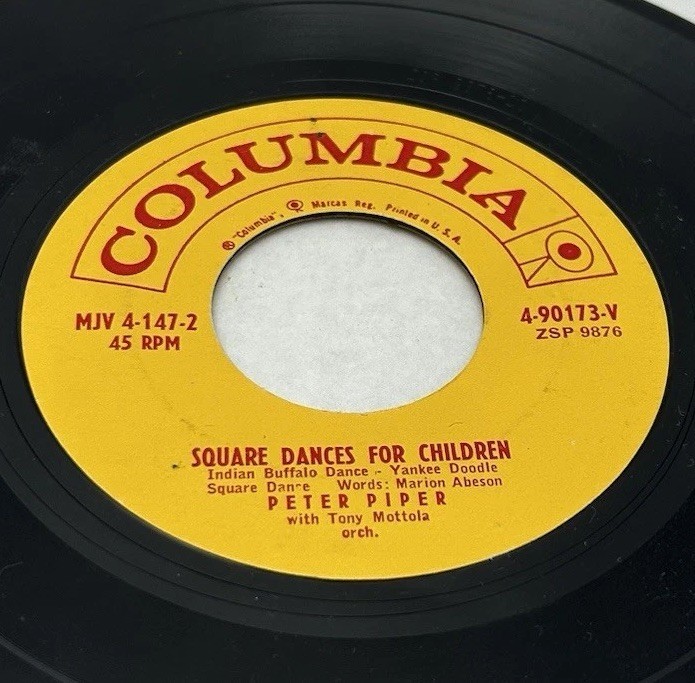 COLUMBIA
® "Columbia", Marcas Reg. Printed in U. S. A.
MJV 4-147-2
45 RPM
4-90173-V
ZSP 9876
SQUARE DANCES FOR CHILDREN
Indian Buffalo Dance - Yankee Doodle
Square Dance Words: Marion Abeson
PETER PIPER
with Tony Mottola
orch.